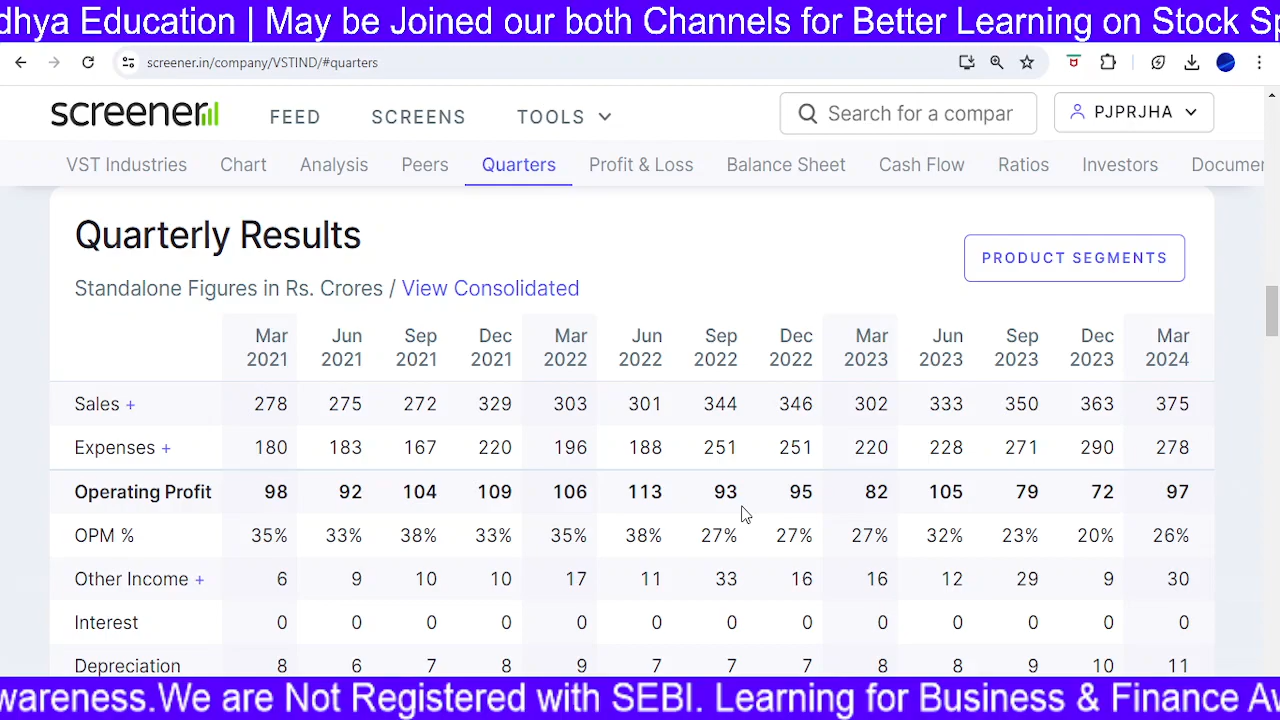 dhya Education | May be Joined our both Channels for Better Learning on Stock Sp
screener.in/company/VSTIND/#quarters
screener FEED SCREENS TOOLS Search for a compar PJPRJHA
VST Industries Chart Analysis Peers Quarters Profit & Loss Balance Sheet Cash Flow Ratios Investors Documen
Quarterly Results
PRODUCT SEGMENTS
Standalone Figures in Rs. Crores / View Consolidated
Mar Jun Sep Dec Mar Jun Sep Dec Mar Jun Sep Dec Mar
2021 2021 2021 2021 2022 2022 2022 2022 2023 2023 2023 2023 2024
Sales + 278 275 272 329 303 301 344 346 302 333 350 363 375
Expenses + 180 183 167 220 196 188 251 251 220 228 271 290 278
Operating Profit 98 92 104 109 106 113 93 95 82 105 79 72 97
OPM % 35% 33% 38% 33% 35% 38% 27% 27% 27% 32% 23% 20% 26%
Other Income + 6 9 10 10 17 11 33 16 16 12 29 9 30
Interest 0 0 0 0 0 0 0 0 0 0 0 0 0
Depreciation 8 6 7 8 9 7 7 7 8 8 9 10 11
wareness.We are Not Registered with SEBI. Learning for Business & Finance Aw